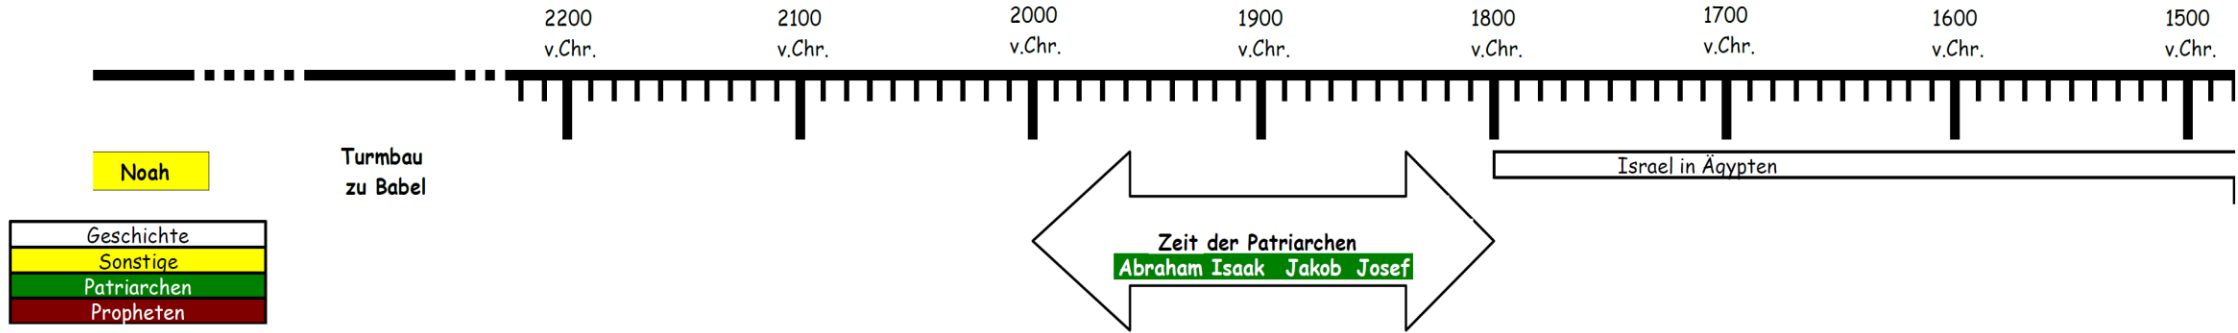 2200 2100 2000 1900 1800 1700 1600 1500
v.Chr. v.Chr. v.Chr. v.Chr. v.Chr. v.Chr. v.Chr. v.Chr.
Noah
Turmbau
zu Babel
Israel in Ägypten
Zeit der Patriarchen
Abraham Isaak Jakob Josef
Geschichte
Sonstige
Patriarchen
Propheten